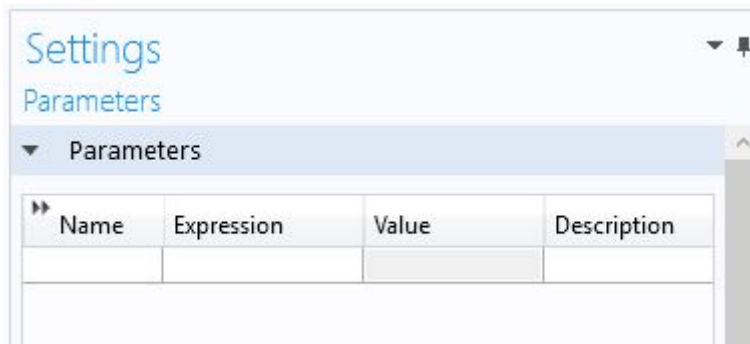 Settings
Parameters
Parameters
Name Expression Value Description